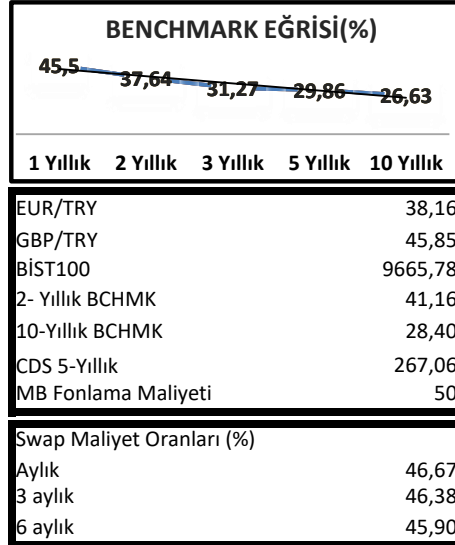 BENCHMARK EĞRİSİ(%)
45,5 37,64 31,27 29,86 26,63
1 Yıllık 2 Yıllık 3 Yıllık 5 Yıllık 10 Yıllık
EUR/TRY 38,16
GBP/TRY 45,85
BİST100 9665,78
2- Yıllık BCHMK 41,16
10-Yıllık BCHMK 28,40
CDS 5-Yıllık 267,06
MB Fonlama Maliyeti 50
Swap Maliyet Oranları (%)
Aylık 46,67
3 aylık 46,38
6 aylık 45,90